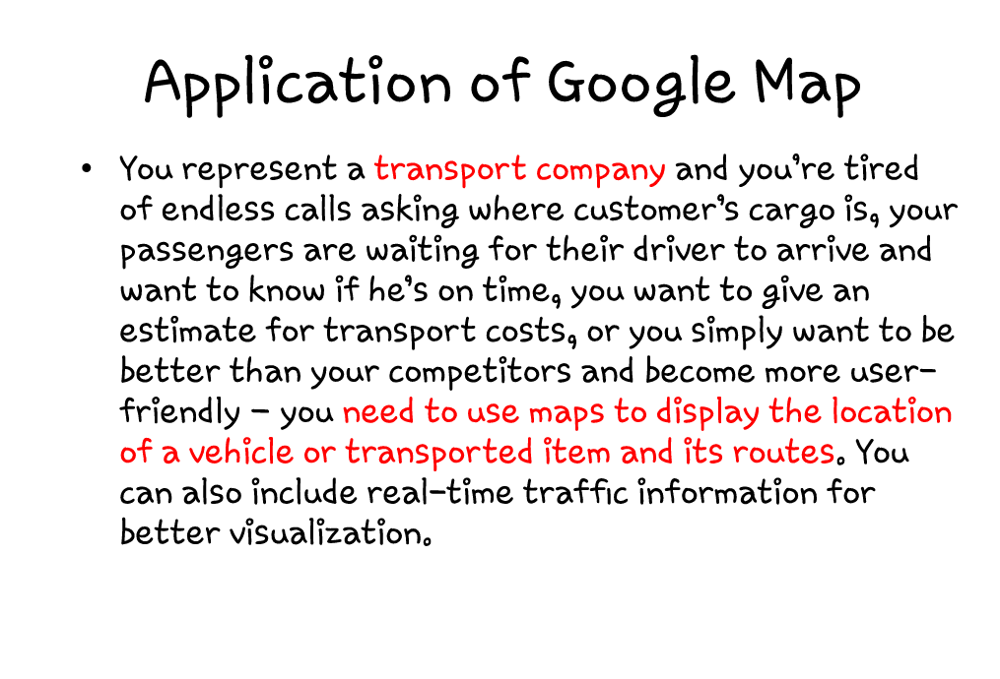 Application of Google Map
• You represent a transport company and you're tired
of endless calls asking where customer's cargo is, your
passengers are waiting for their driver to arrive and
want to know if he's on time, you want to give an
estimate for transport costs, or you simply want to be
better than your competitors and become more user-
friendly – you need to use maps to display the location
of a vehicle or transported item and its routes. You
can also include real-time traffic information for
better visualization.